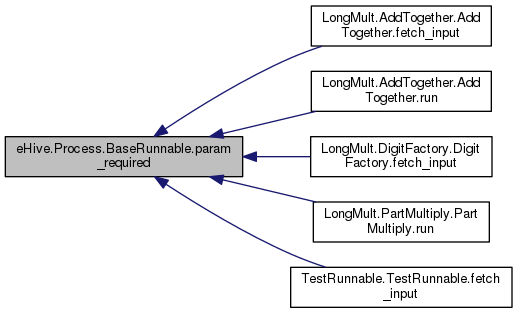 LongMult.AddTogether.Add
Together.fetch_input
LongMult.AddTogether.Add
Together.run
eHive.Process.BaseRunnable.param
_required
LongMult.DigitFactory.Digit
Factory.fetch_input
LongMult.PartMultiply.Part
Multiply.run
TestRunnable.TestRunnable.fetch
_input